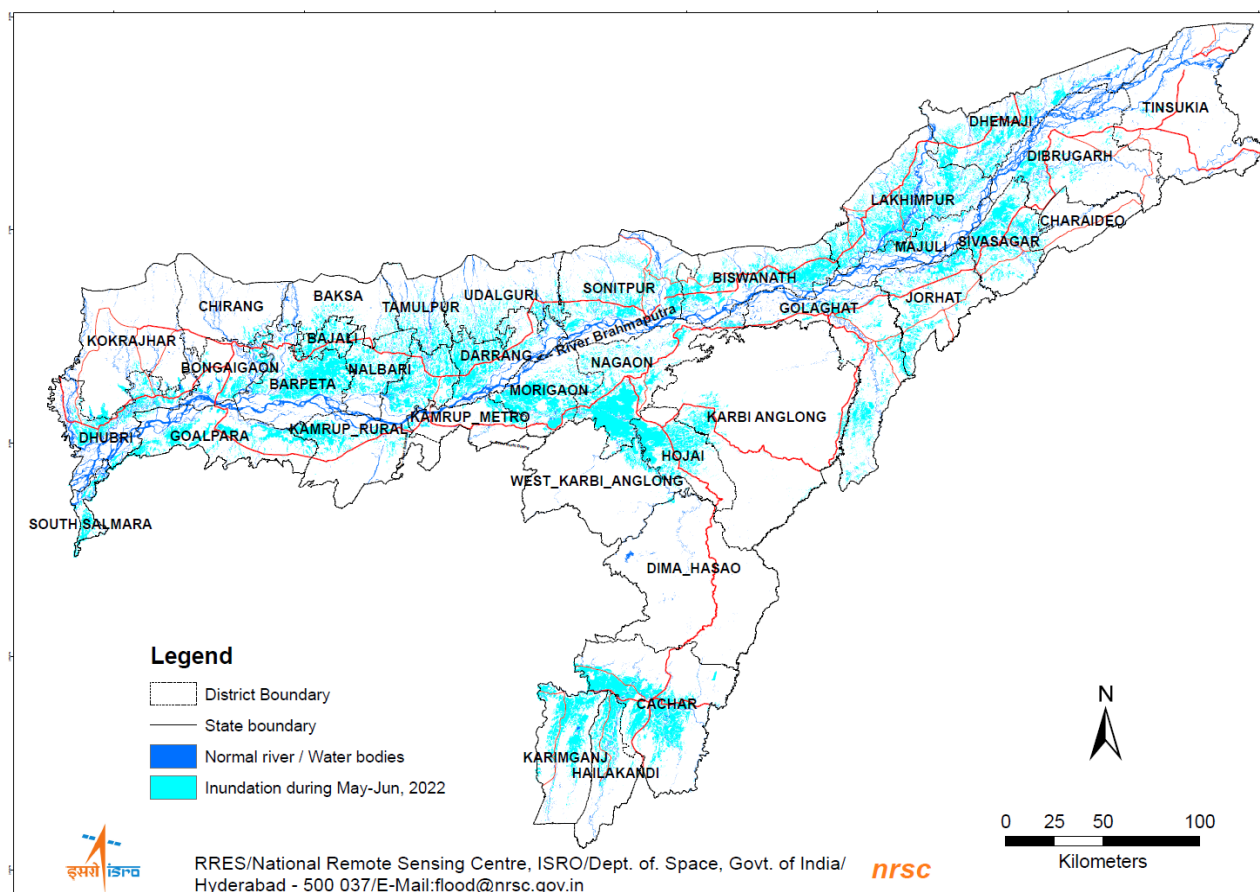 TINSUKIA
DHEMAJI
DIBRUGARH
LAKHIMPUR
CHARAIDEO
MAJULI
SIVASAGAR
BISWANATH
SONITPUR
UDALGURI
BAKSA
TAMULPUR
CHIRANG
JORHAT
GOLAGHAT
River Brahmaputra
KOKRAJHAR
BAJALI
DARRANG
NAGAON
BONGAIGAON
NALBARI
BARPETA
MORIGAON
KAMRUP_METRO
KARBI ANGLONG
KAMRUP_RURAL
DHUBRI
GOALPARA
HOJAI
WEST_KARBI_ANGLONG
SOUTH SALMARA
DIMA_HASAO
CACHAR
KARIMGANJ
HAILAKANDI
Legend
District Boundary
State boundary
Normal river / Water bodies
Inundation during May-Jun, 2022
N
0 25 50 100
Kilometers
इसरो isro
RRES/National Remote Sensing Centre, ISRO/Dept. of. Space, Govt. of India/
Hyderabad - 500 037/E-Mail:flood@nrsc.gov.in
nrsc